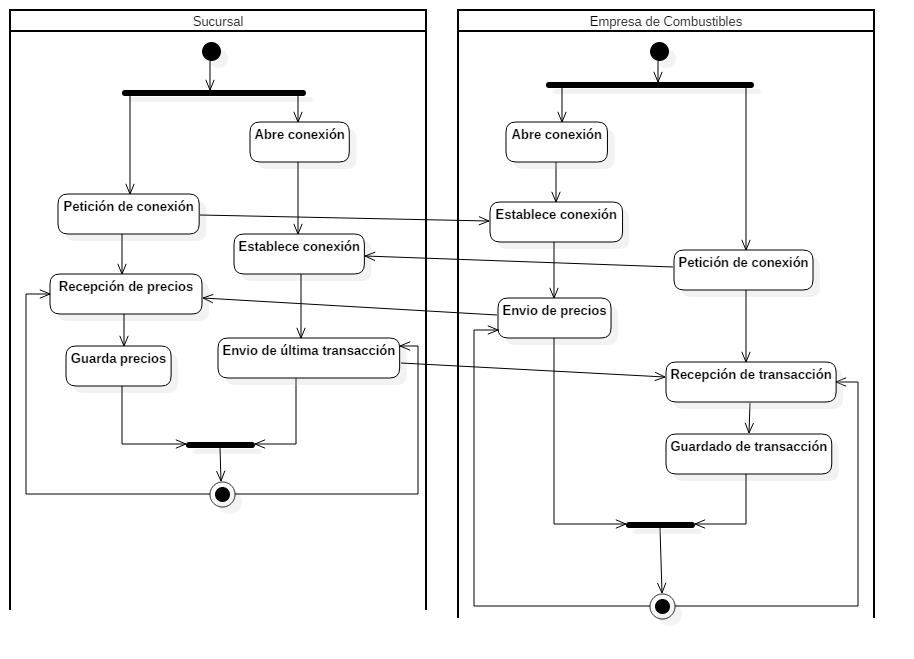 Sucursal
Abre conexión
Petición de conexión
Establece conexión
Recepción de precios
Envio de última transacción
Guarda precios
Empresa de Combustibles
Abre conexión
Establece conexión
Petición de conexión
Envio de precios
Recepción de transacción
Guardado de transacción